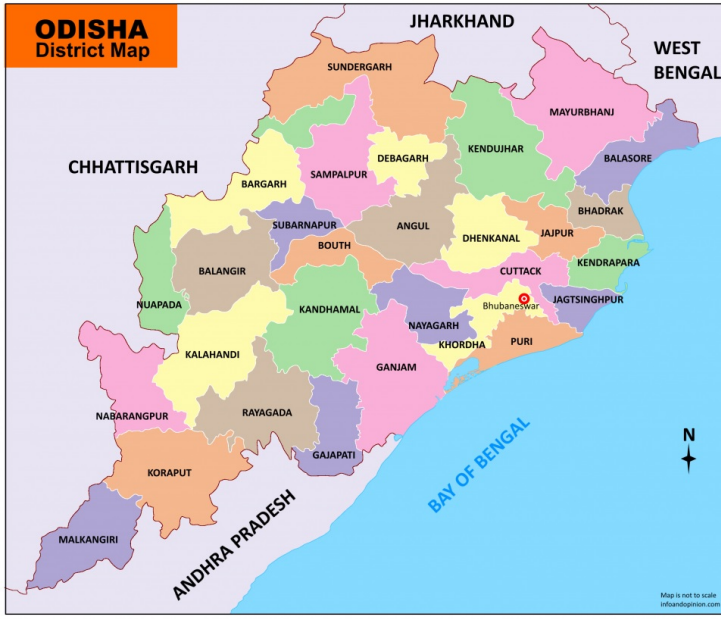 ODISHA
District Map
JHARKHAND
WEST
BENGAL
CHHATTISGARH
SUNDERGARH
MAYURBHANJ
KENDUJHAR
DEBAGARH
BALASORE
SAMPALPUR
BARGARH
BHADRAK
SUBARNAPUR
ANGUL
DHENKANAL
JAJPUR
BOUTH
BALANGIR
KENDRAPARA
CUTTACK
NUAPADA
JAGTSINGHPUR
Bhubaneswar
KANDHAMAL
NAYAGARH
PURI
KHORDHA
KALAHANDI
GANJAM
RAYAGADA
NABARANGPUR
N
GAJAPATI
KORAPUT
BAY OF BENGAL
ANDHRA PRADESH
MALKANGIRI
Map is not to scale
infoandopinion.com